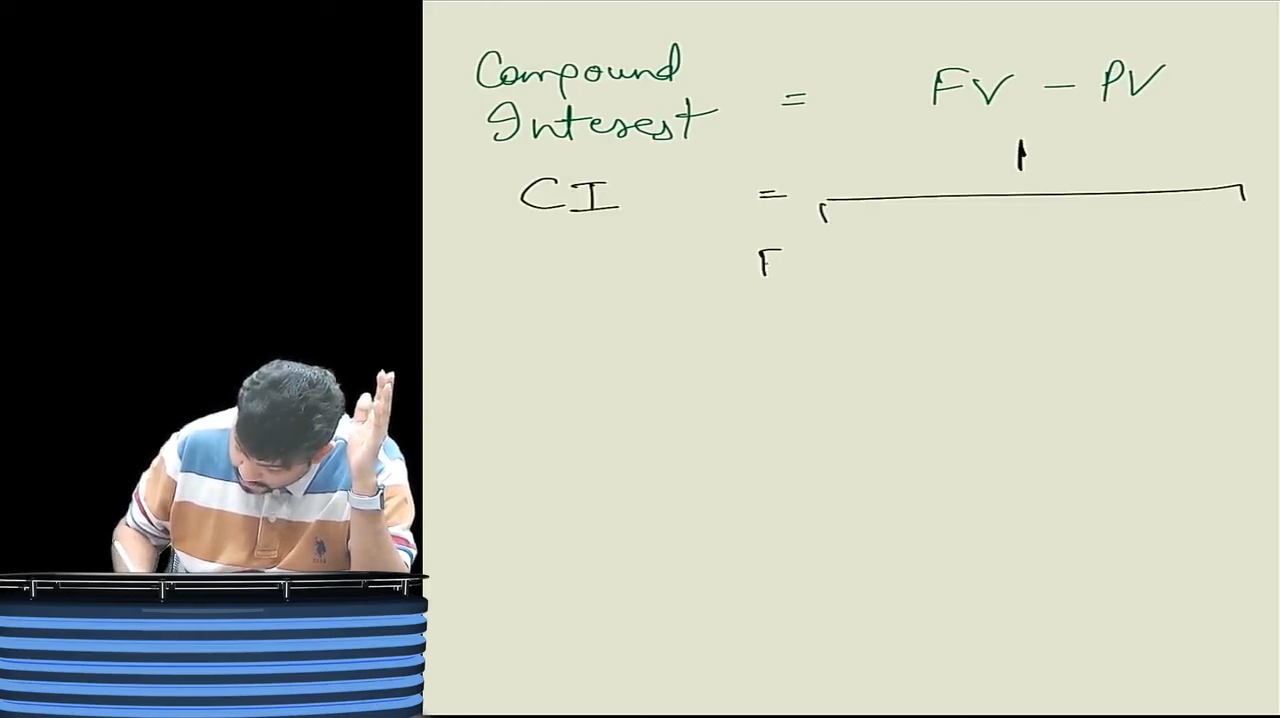 Compound
Interest = FV - PV
CI =
F